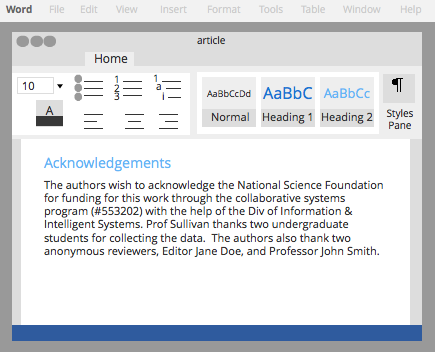 Word File Edit View Insert Format Tools Table Window Help
article
Home
10
1
2
3
1
a
i
A
AaBbCcDd AaBbC AaBbCc
Normal Heading 1 Heading 2
¶
Styles
Pane
Acknowledgements
The authors wish to acknowledge the National Science Foundation
for funding for this work through the collaborative systems
program (#553202) with the help of the Div of Information &
Intelligent Systems. Prof Sullivan thanks two undergraduate
students for collecting the data. The authors also thank two
anonymous reviewers, Editor Jane Doe, and Professor John Smith.